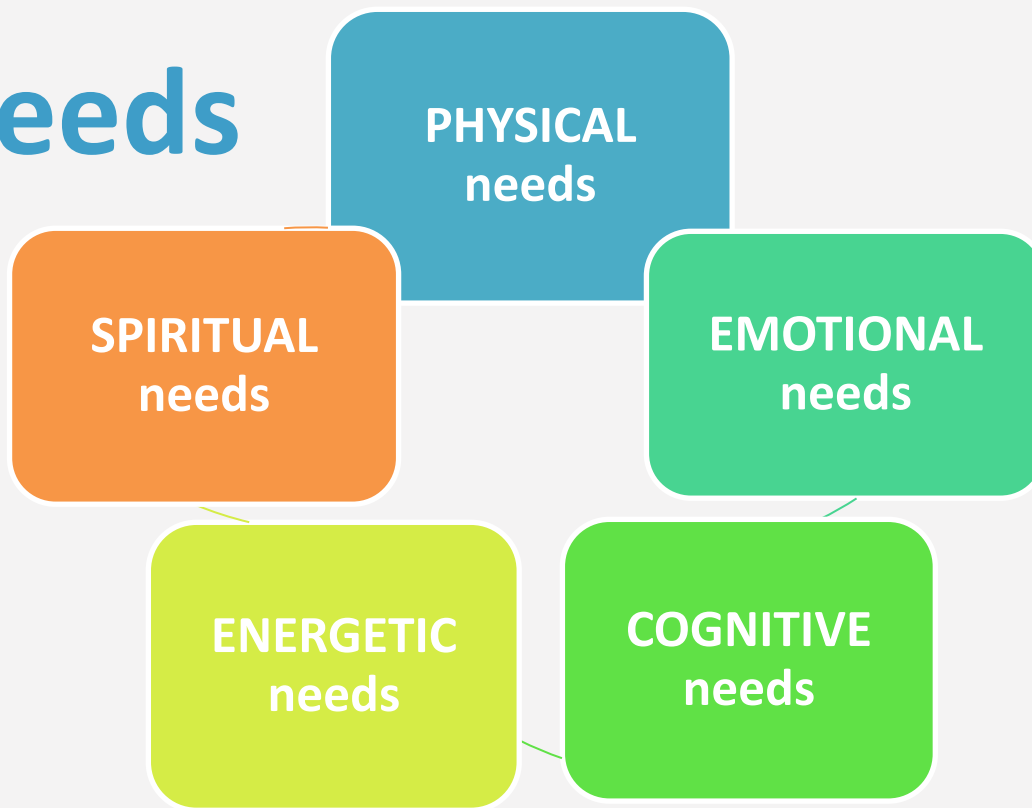 eeds
PHYSICAL
needs
SPIRITUAL
needs
EMOTIONAL
needs
ENERGETIC
needs
COGNITIVE
needs